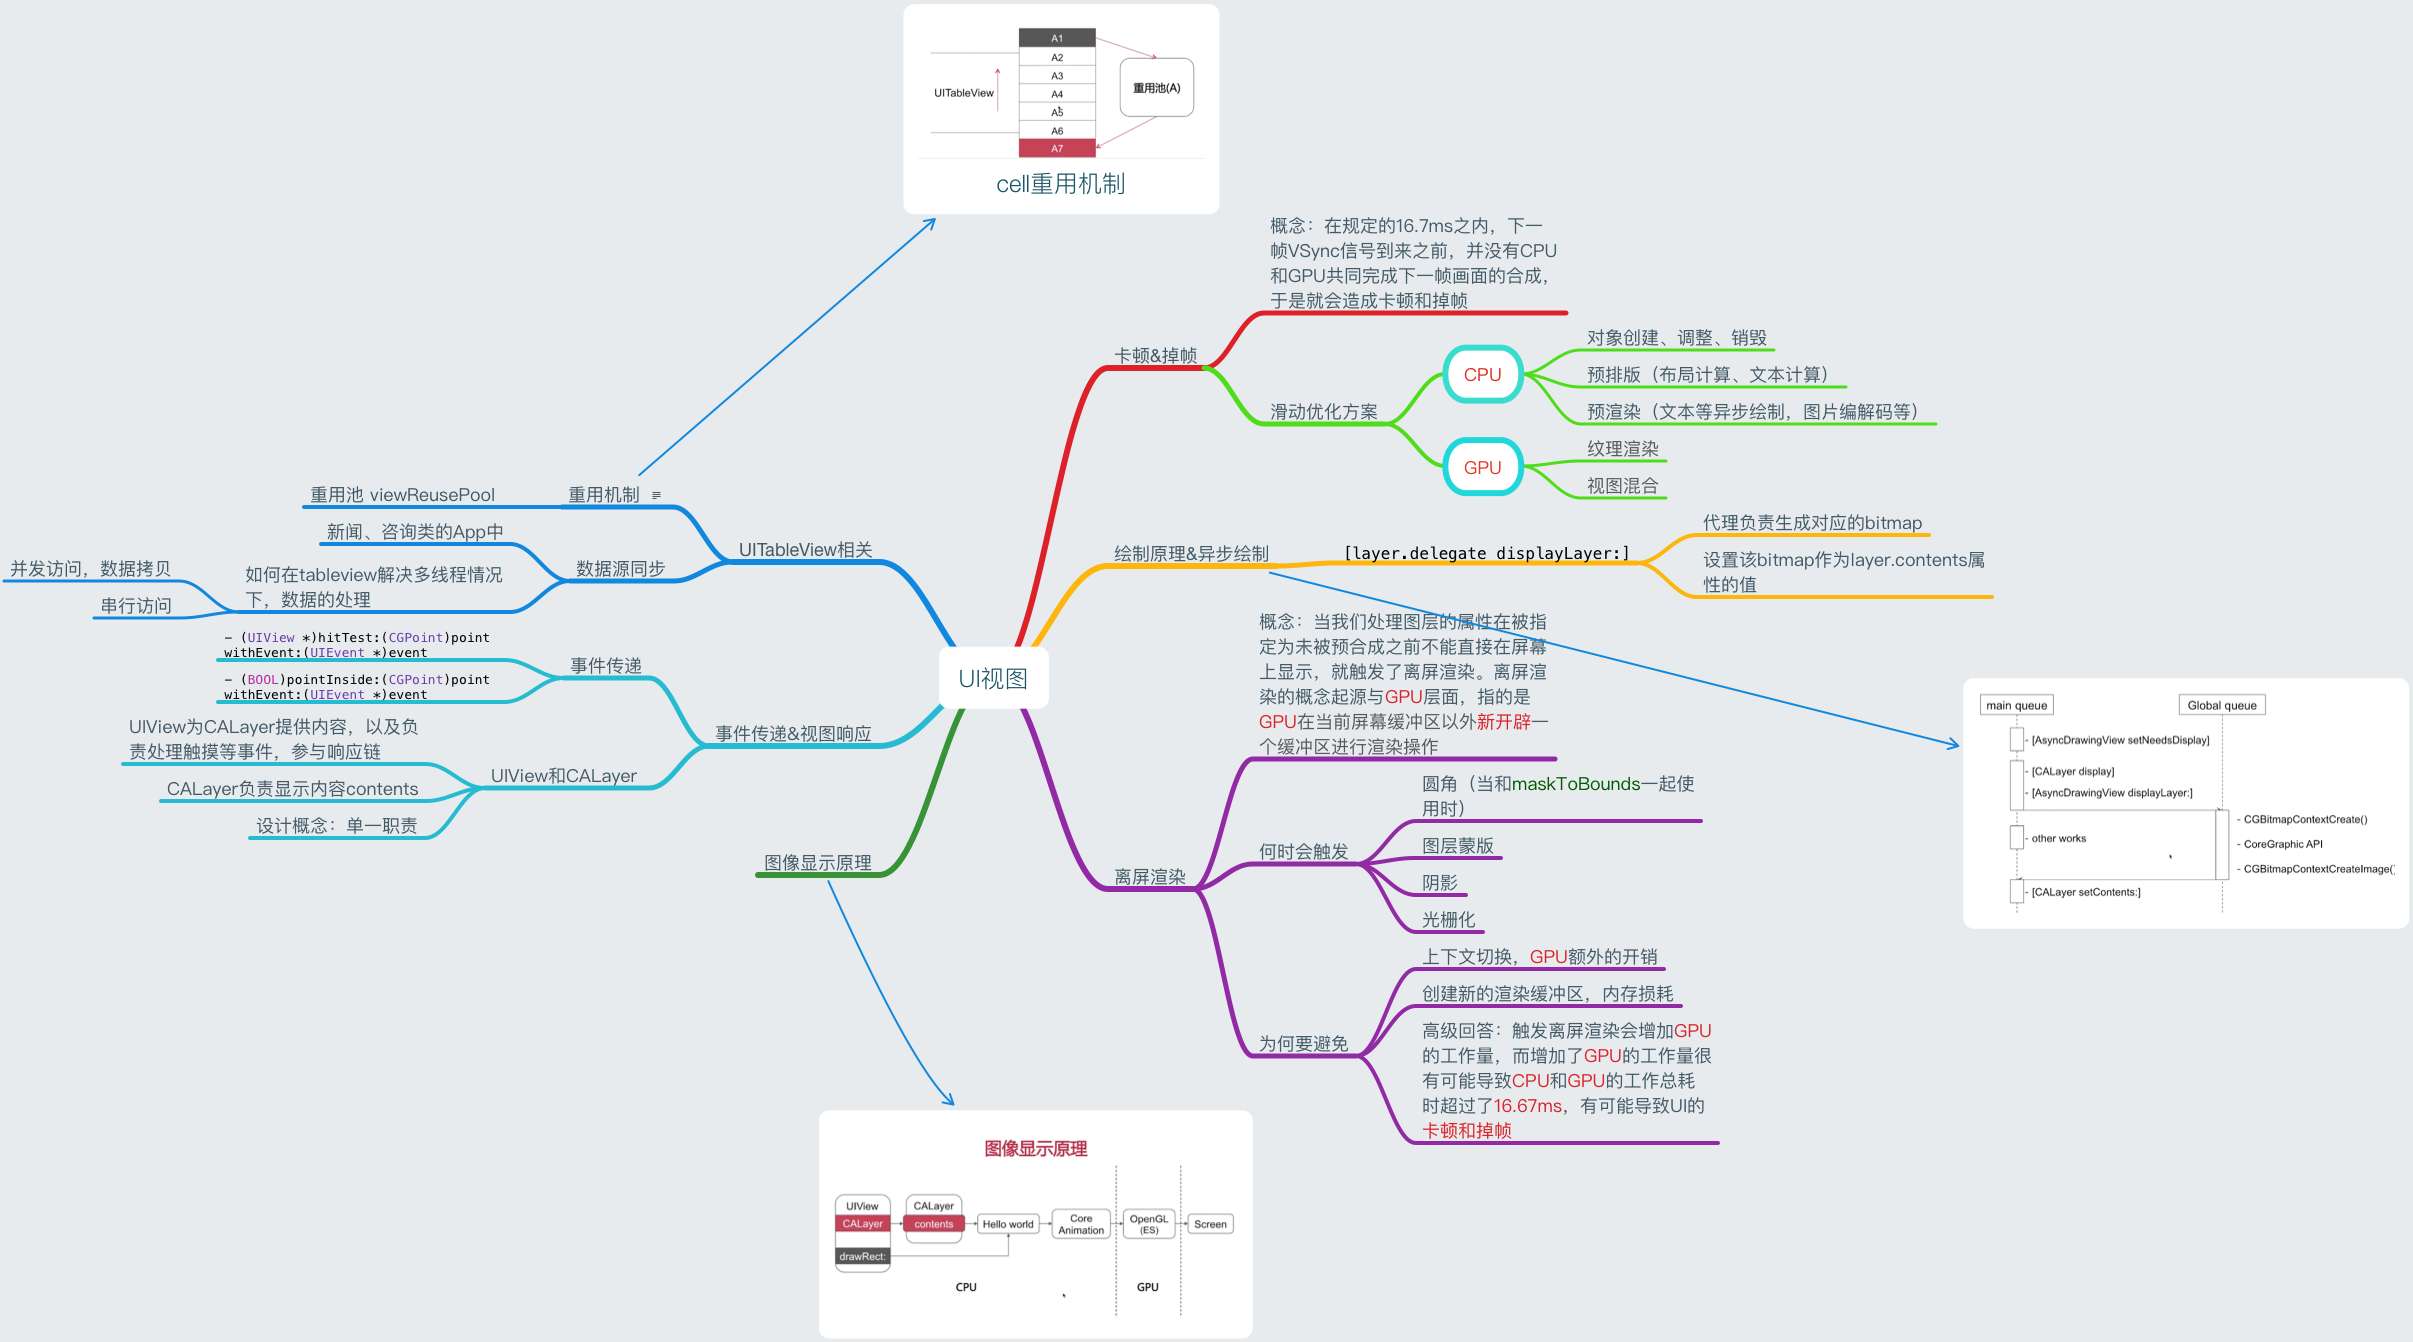 A1
A2
A3
A4
A5
A6
A7
UITableView
重用池(A)
cell重用机制
UI视图
卡顿&掉帧
概念：在规定的16.7ms之内，下一
帧VSync信号到来之前，并没有CPU
和GPU共同完成下一帧画面的合成，
于是就会造成卡顿和掉帧
滑动优化方案
CPU
对象创建、调整、销毁
预排版（布局计算、文本计算）
预渲染（文本等异步绘制，图片编解码等）
GPU
纹理渲染
视图混合
绘制原理&异步绘制
[layer.delegate displayLayer:]
代理负责生成对应的bitmap
设置该bitmap作为layer.contents属
性的值
main queue
Global queue
- [AsyncDrawingView setNeedsDisplay]
- [CALayer display]
- [AsyncDrawingView displayLayer:]
- CGBitmapContextCreate()
- other works
- CoreGraphic API
- CGBitmapContextCreateImage()
- [CALayer setContents:]
离屏渲染
概念：当我们处理图层的属性在被指
定为未被预合成之前不能直接在屏幕
上显示，就触发了离屏渲染。离屏渲
染的概念起源与GPU层面，指的是
GPU在当前屏幕缓冲区以外新开辟一
个缓冲区进行渲染操作
何时会触发
圆角（当和maskToBounds一起使
用时）
图层蒙版
阴影
光栅化
为何要避免
上下文切换，GPU额外的开销
创建新的渲染缓冲区，内存损耗
高级回答：触发离屏渲染会增加GPU
的工作量，而增加了GPU的工作量很
有可能导致CPU和GPU的工作总耗
时超过了16.67ms，有可能导致UI的
卡顿和掉帧
UITableView相关
重用机制
重用池 viewReusePool
数据源同步
新闻、咨询类的App中
如何在tableview解决多线程情况
下，数据的处理
并发访问，数据拷贝
串行访问
事件传递&视图响应
事件传递
- (UIView *)hitTest:(CGPoint)point
withEvent:(UIEvent *)event
- (BOOL)pointInside:(CGPoint)point
withEvent:(UIEvent *)event
UIView和CALayer
UIView为CALayer提供内容，以及负
责处理触摸等事件，参与响应链
CALayer负责显示内容contents
设计概念：单一职责
图像显示原理
图像显示原理
UIView
CALayer
drawRect:
CALayer
contents
Hello world
Core
Animation
OpenGL
(ES)
Screen
CPU
GPU